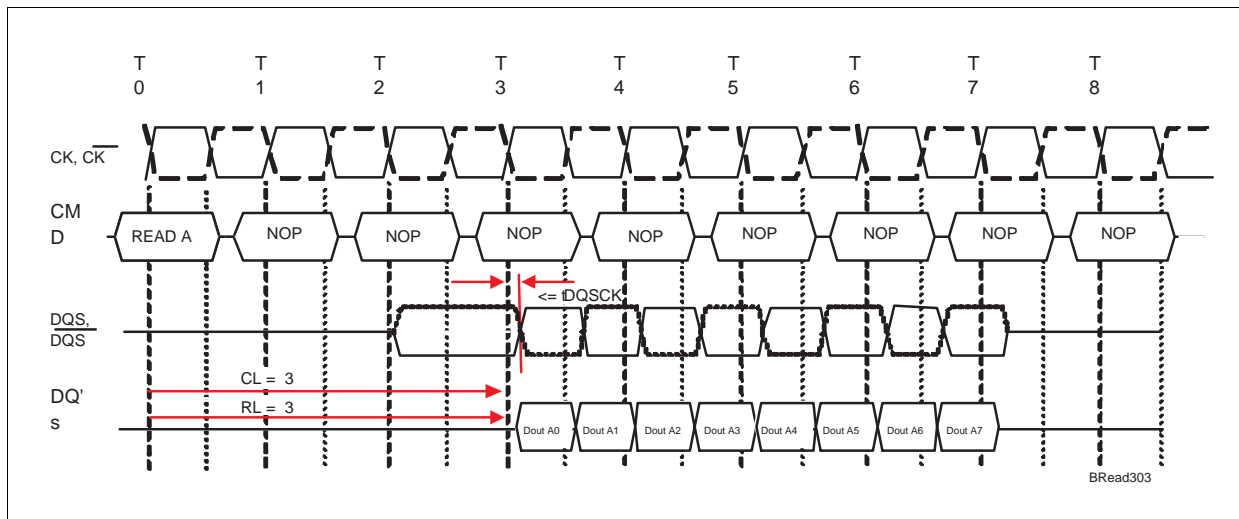 T T T T T T T T T
0 1 2 3 4 5 6 7 8
CK, CK
CM
D
READ A NOP NOP NOP NOP NOP NOP NOP NOP
<= tDQSCK
DQS,
DQS
CL = 3
DQ'
RL = 3
s
Dout A0 Dout A1 Dout A2 Dout A3 Dout A4 Dout A5 Dout A6 Dout A7
BRead303